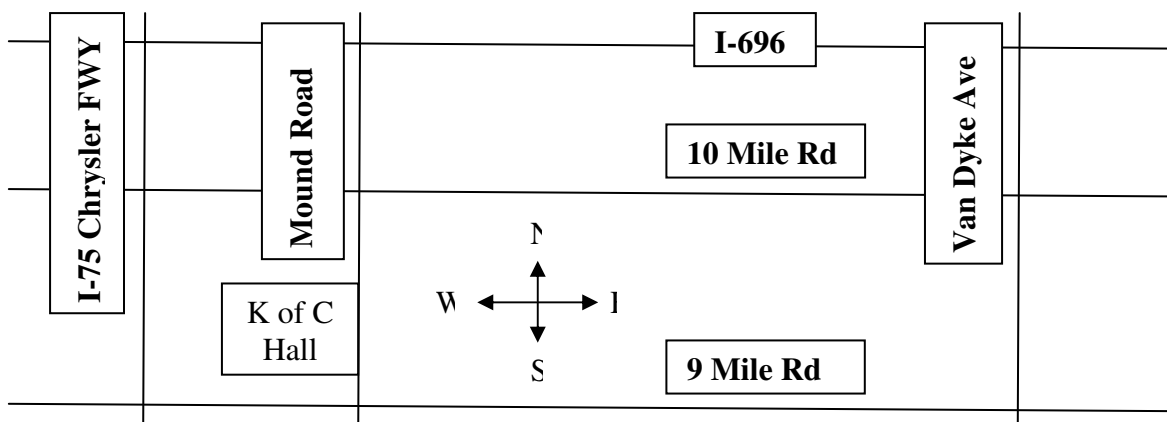 I-75 Chrysler FWY
Mound Road
I-696
Van Dyke Ave
10 Mile Rd
N
W
S
K of C
Hall
9 Mile Rd